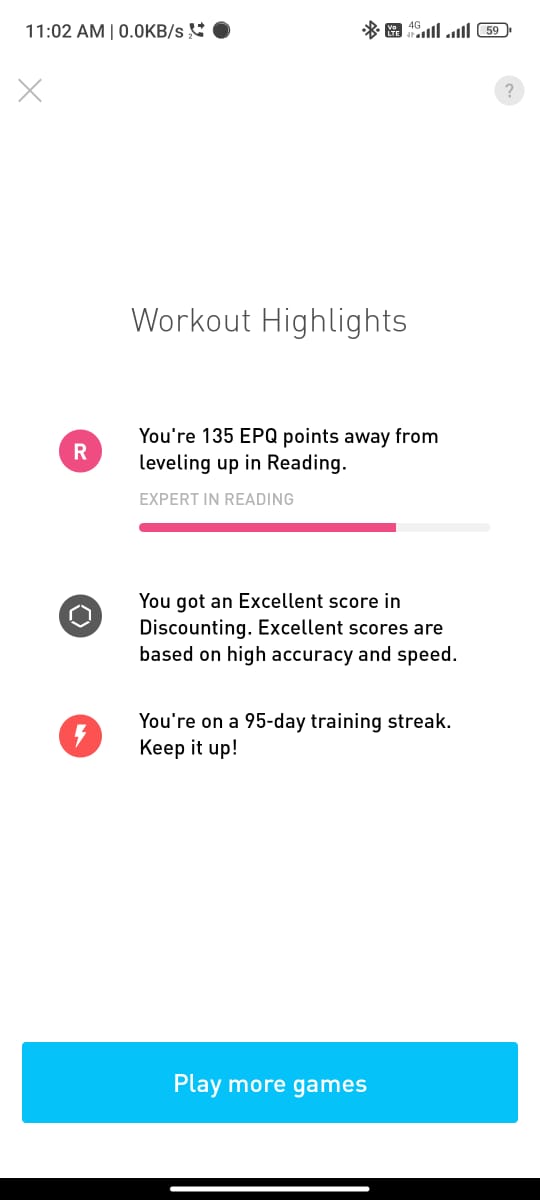 11:02 AM | 0.0KB/s
Vo LTE 4G 59
?
Workout Highlights
R
You're 135 EPQ points away from
leveling up in Reading.
EXPERT IN READING
You got an Excellent score in
Discounting. Excellent scores are
based on high accuracy and speed.
You're on a 95-day training streak.
Keep it up!
Play more games